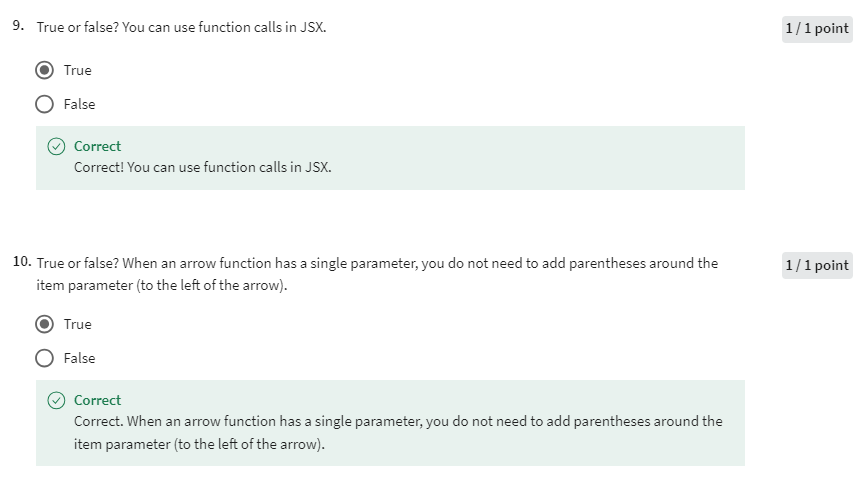 9. True or false? You can use function calls in JSX.
1 / 1 point
True
False
Correct
Correct! You can use function calls in JSX.
10. True or false? When an arrow function has a single parameter, you do not need to add parentheses around the
item parameter (to the left of the arrow).
1 / 1 point
True
False
Correct
Correct. When an arrow function has a single parameter, you do not need to add parentheses around the
item parameter (to the left of the arrow).